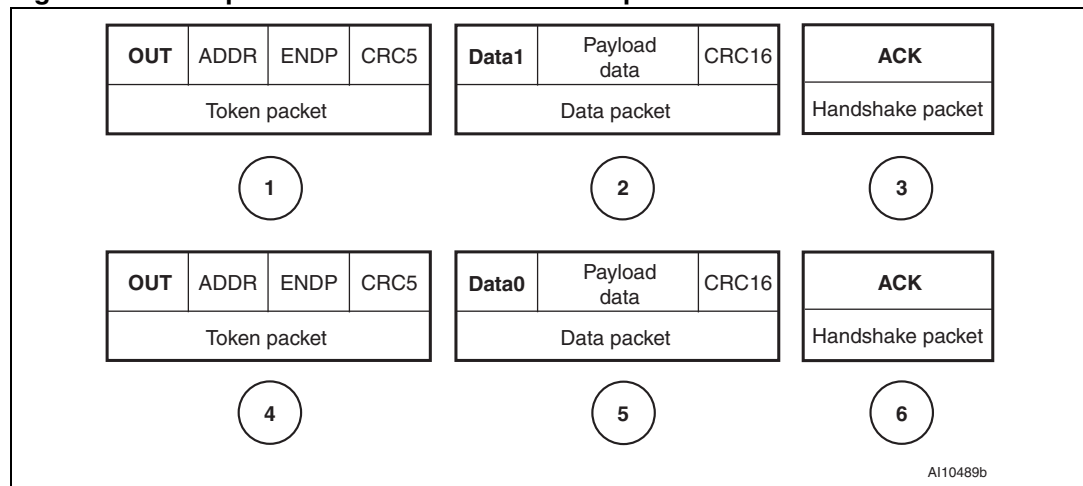 OUT ADDR ENDP CRC5 Data1 Payload data CRC16 ACK
Token packet Data packet Handshake packet
1 2 3
OUT ADDR ENDP CRC5 Data0 Payload data CRC16 ACK
Token packet Data packet Handshake packet
4 5 6
AI10489b